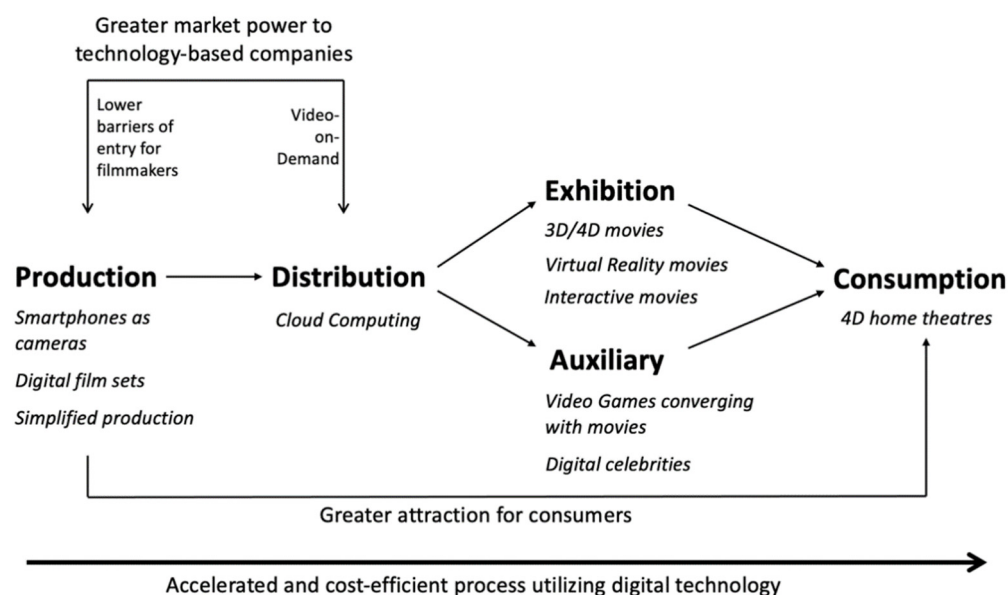 Greater market power to
technology-based companies
Lower
barriers of
entry for
filmmakers
Video-
on-
Demand
Production
Smartphones as
cameras
Digital film sets
Simplified production
Distribution
Cloud Computing
Exhibition
3D/4D movies
Virtual Reality movies
Interactive movies
Auxiliary
Video Games converging
with movies
Digital celebrities
Consumption
4D home theatres
Greater attraction for consumers
Accelerated and cost-efficient process utilizing digital technology